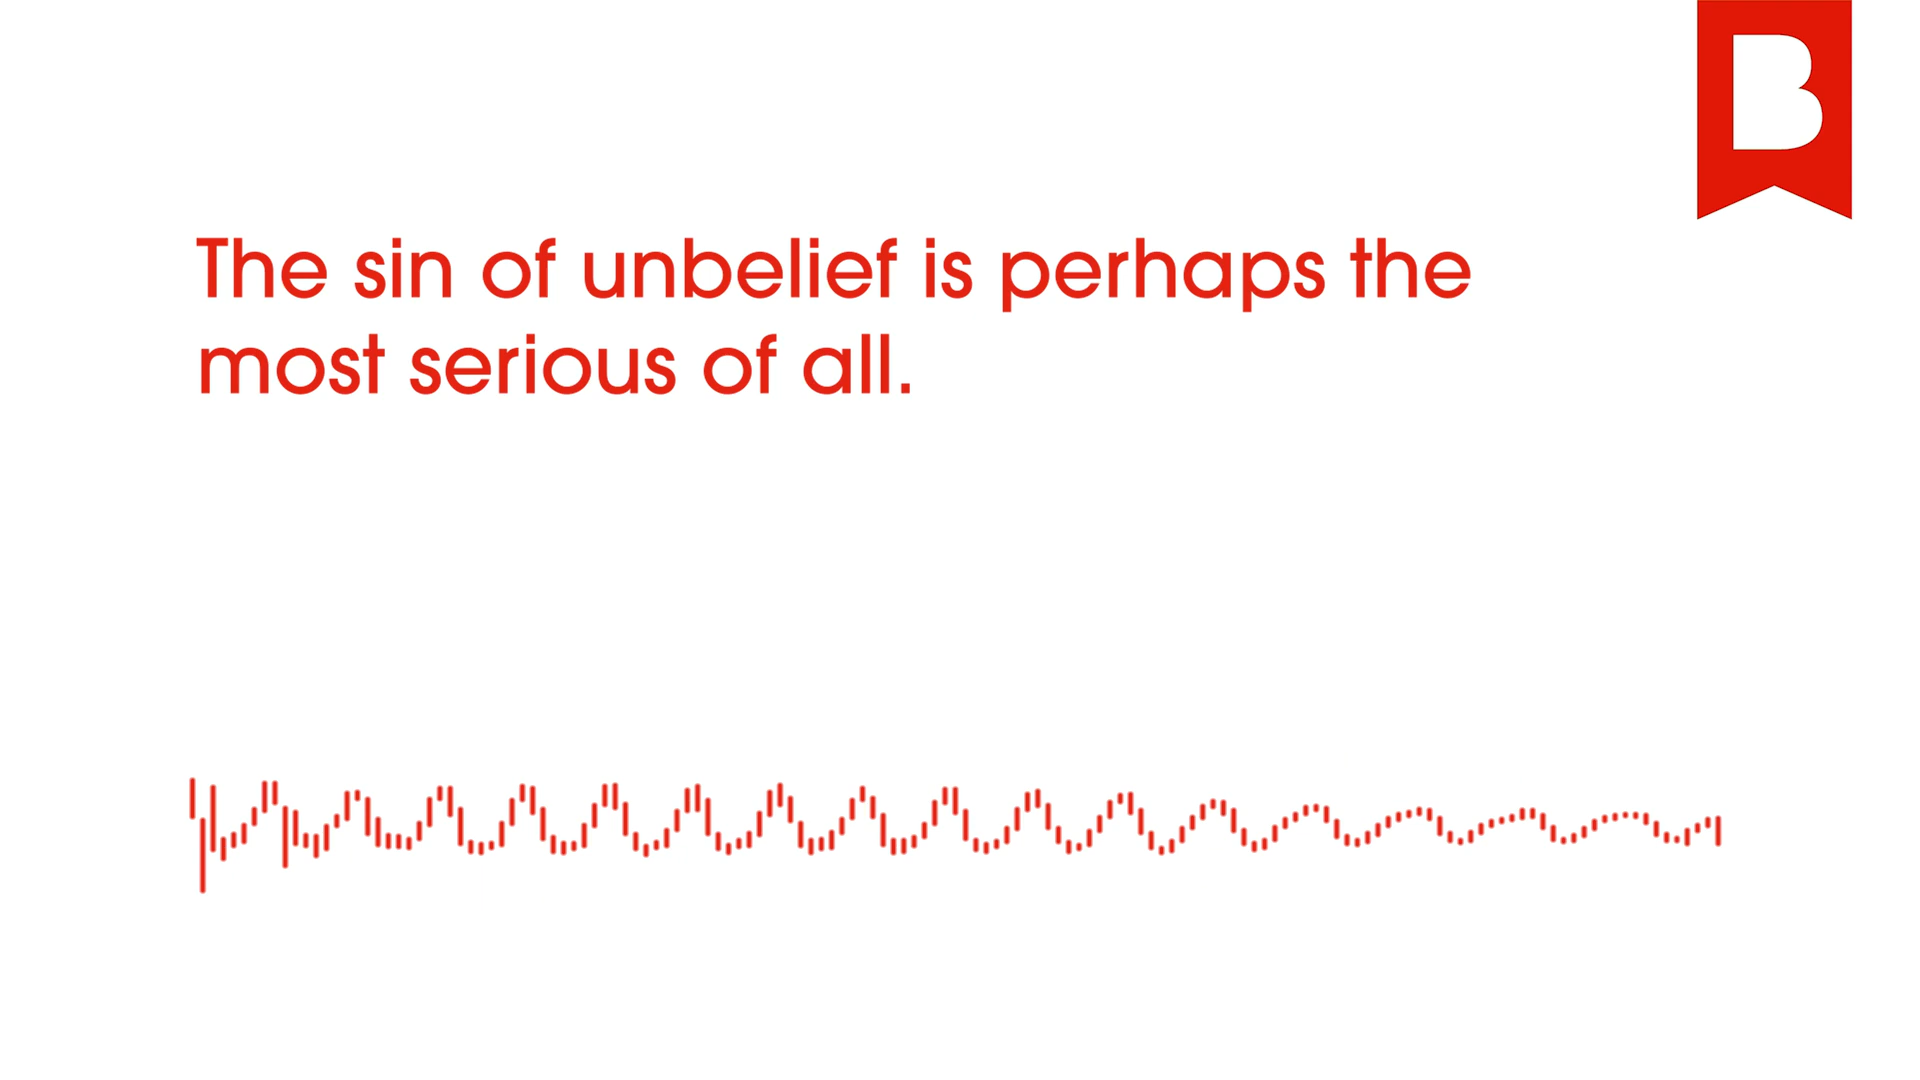 B
The sin of unbelief is perhaps the
most serious of all.